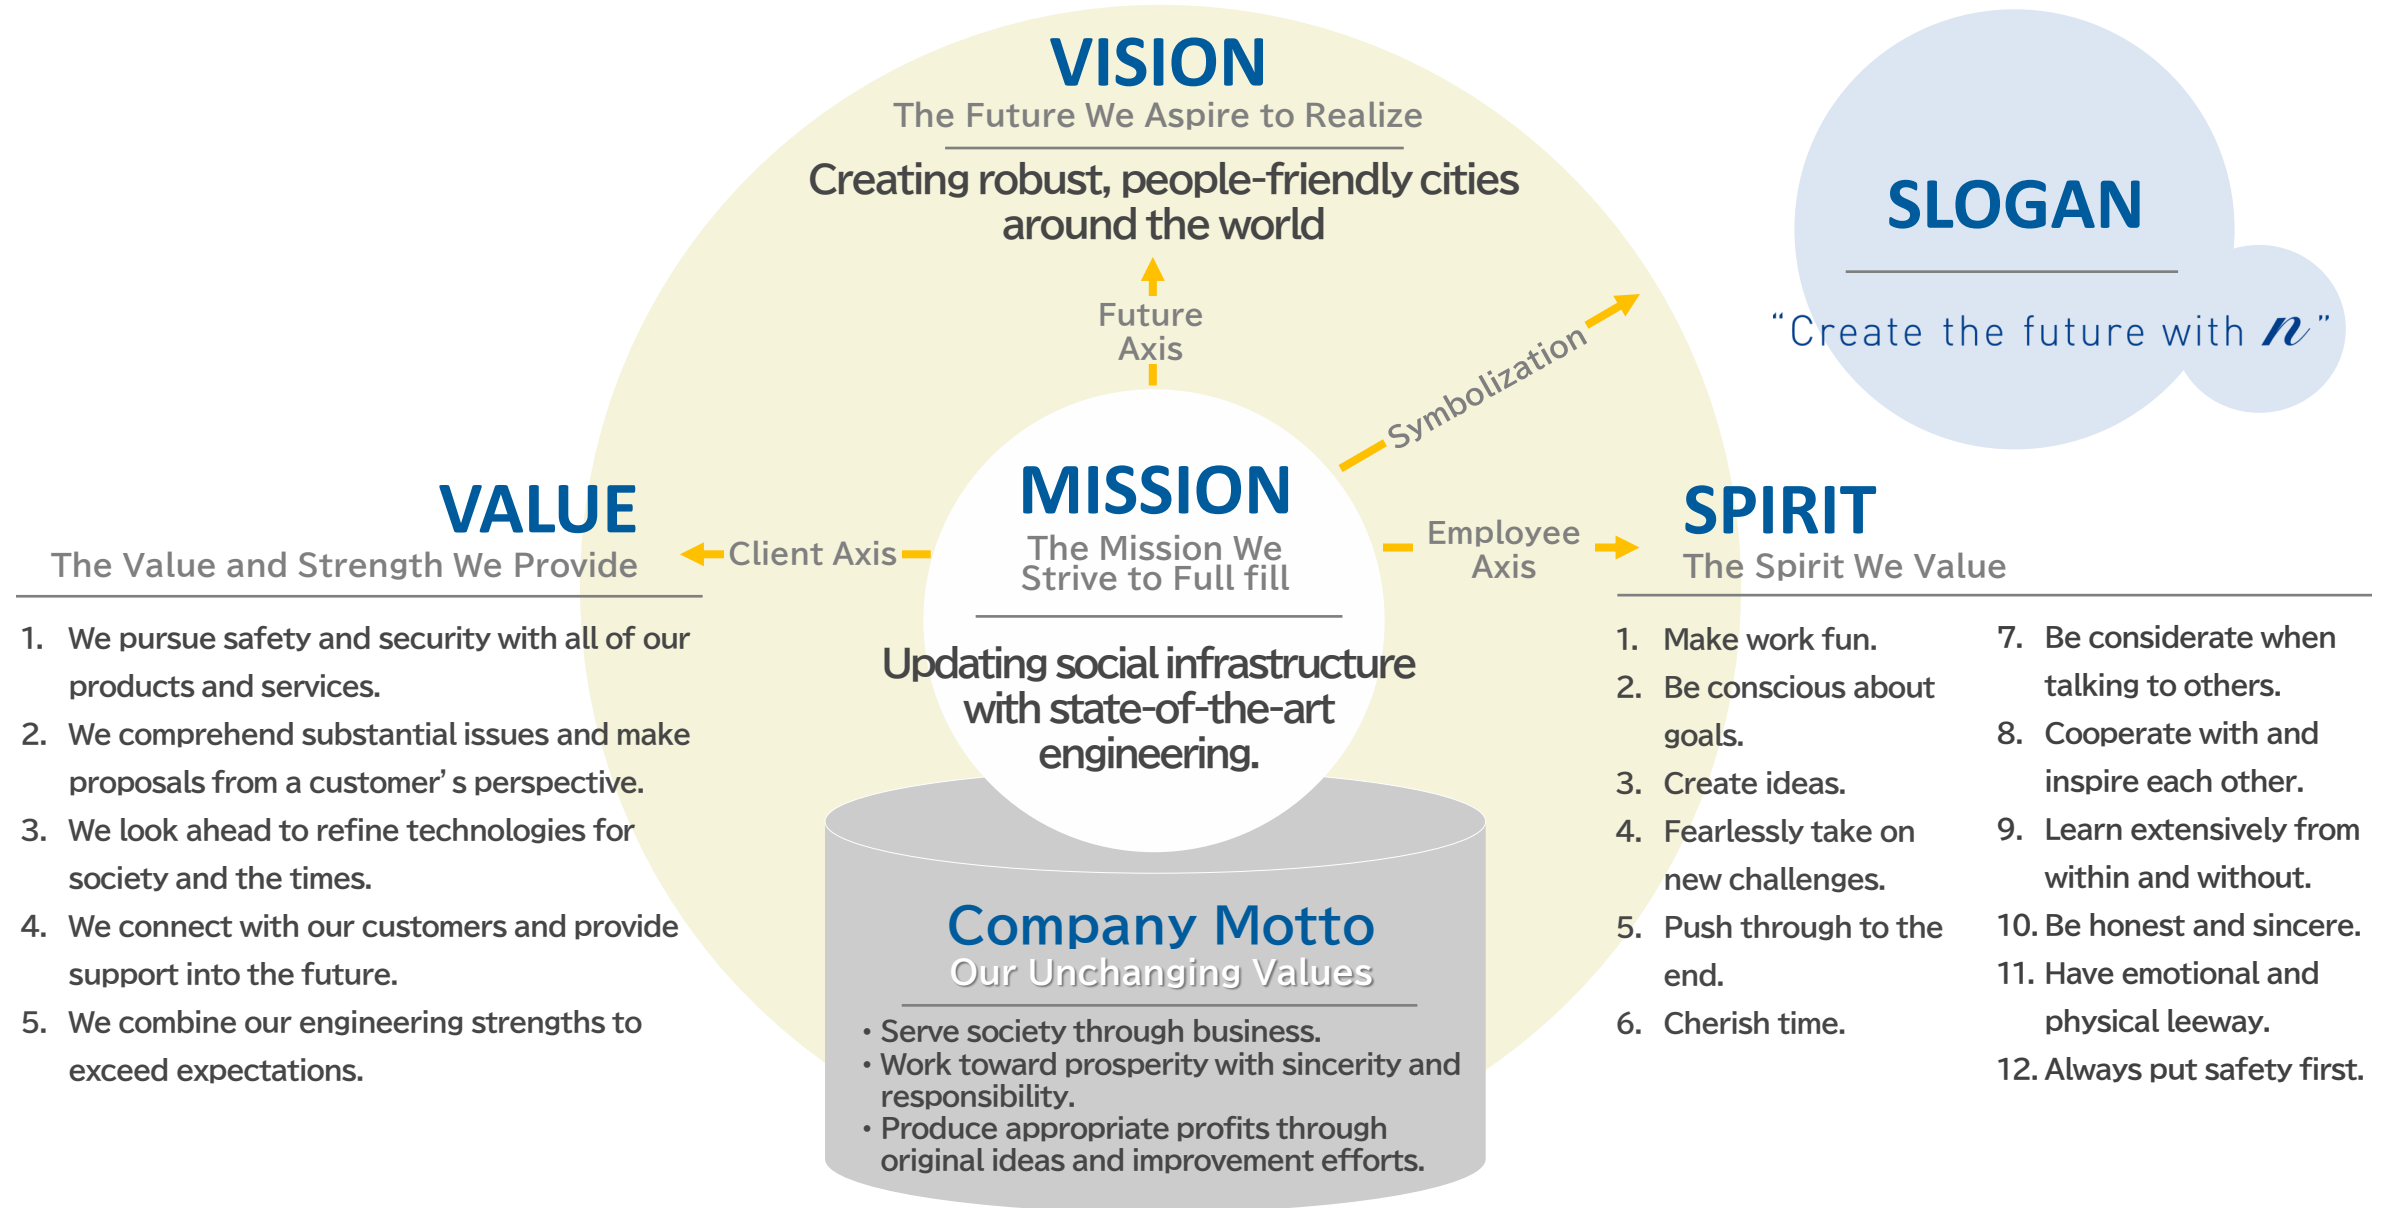 VISION
The Future We Aspire to Realize
Creating robust, people-friendly cities
around the world
SLOGAN
“Create the future with n”
Future
Axis
Symbolization
MISSION
The Mission We
Strive to Full fill
Updating social infrastructure
with state-of-the-art
engineering.
Client Axis
Employee
Axis
VALUE
The Value and Strength We Provide
1. We pursue safety and security with all of our
products and services.
2. We comprehend substantial issues and make
proposals from a customer’s perspective.
3. We look ahead to refine technologies for
society and the times.
4. We connect with our customers and provide
support into the future.
5. We combine our engineering strengths to
exceed expectations.
SPIRIT
The Spirit We Value
1. Make work fun.
2. Be conscious about
goals.
3. Create ideas.
4. Fearlessly take on
new challenges.
5. Push through to the
end.
6. Cherish time.
7. Be considerate when
talking to others.
8. Cooperate with and
inspire each other.
9. Learn extensively from
within and without.
10. Be honest and sincere.
11. Have emotional and
physical leeway.
12. Always put safety first.
Company Motto
Our Unchanging Values
・Serve society through business.
・Work toward prosperity with sincerity and
responsibility.
・Produce appropriate profits through
original ideas and improvement efforts.